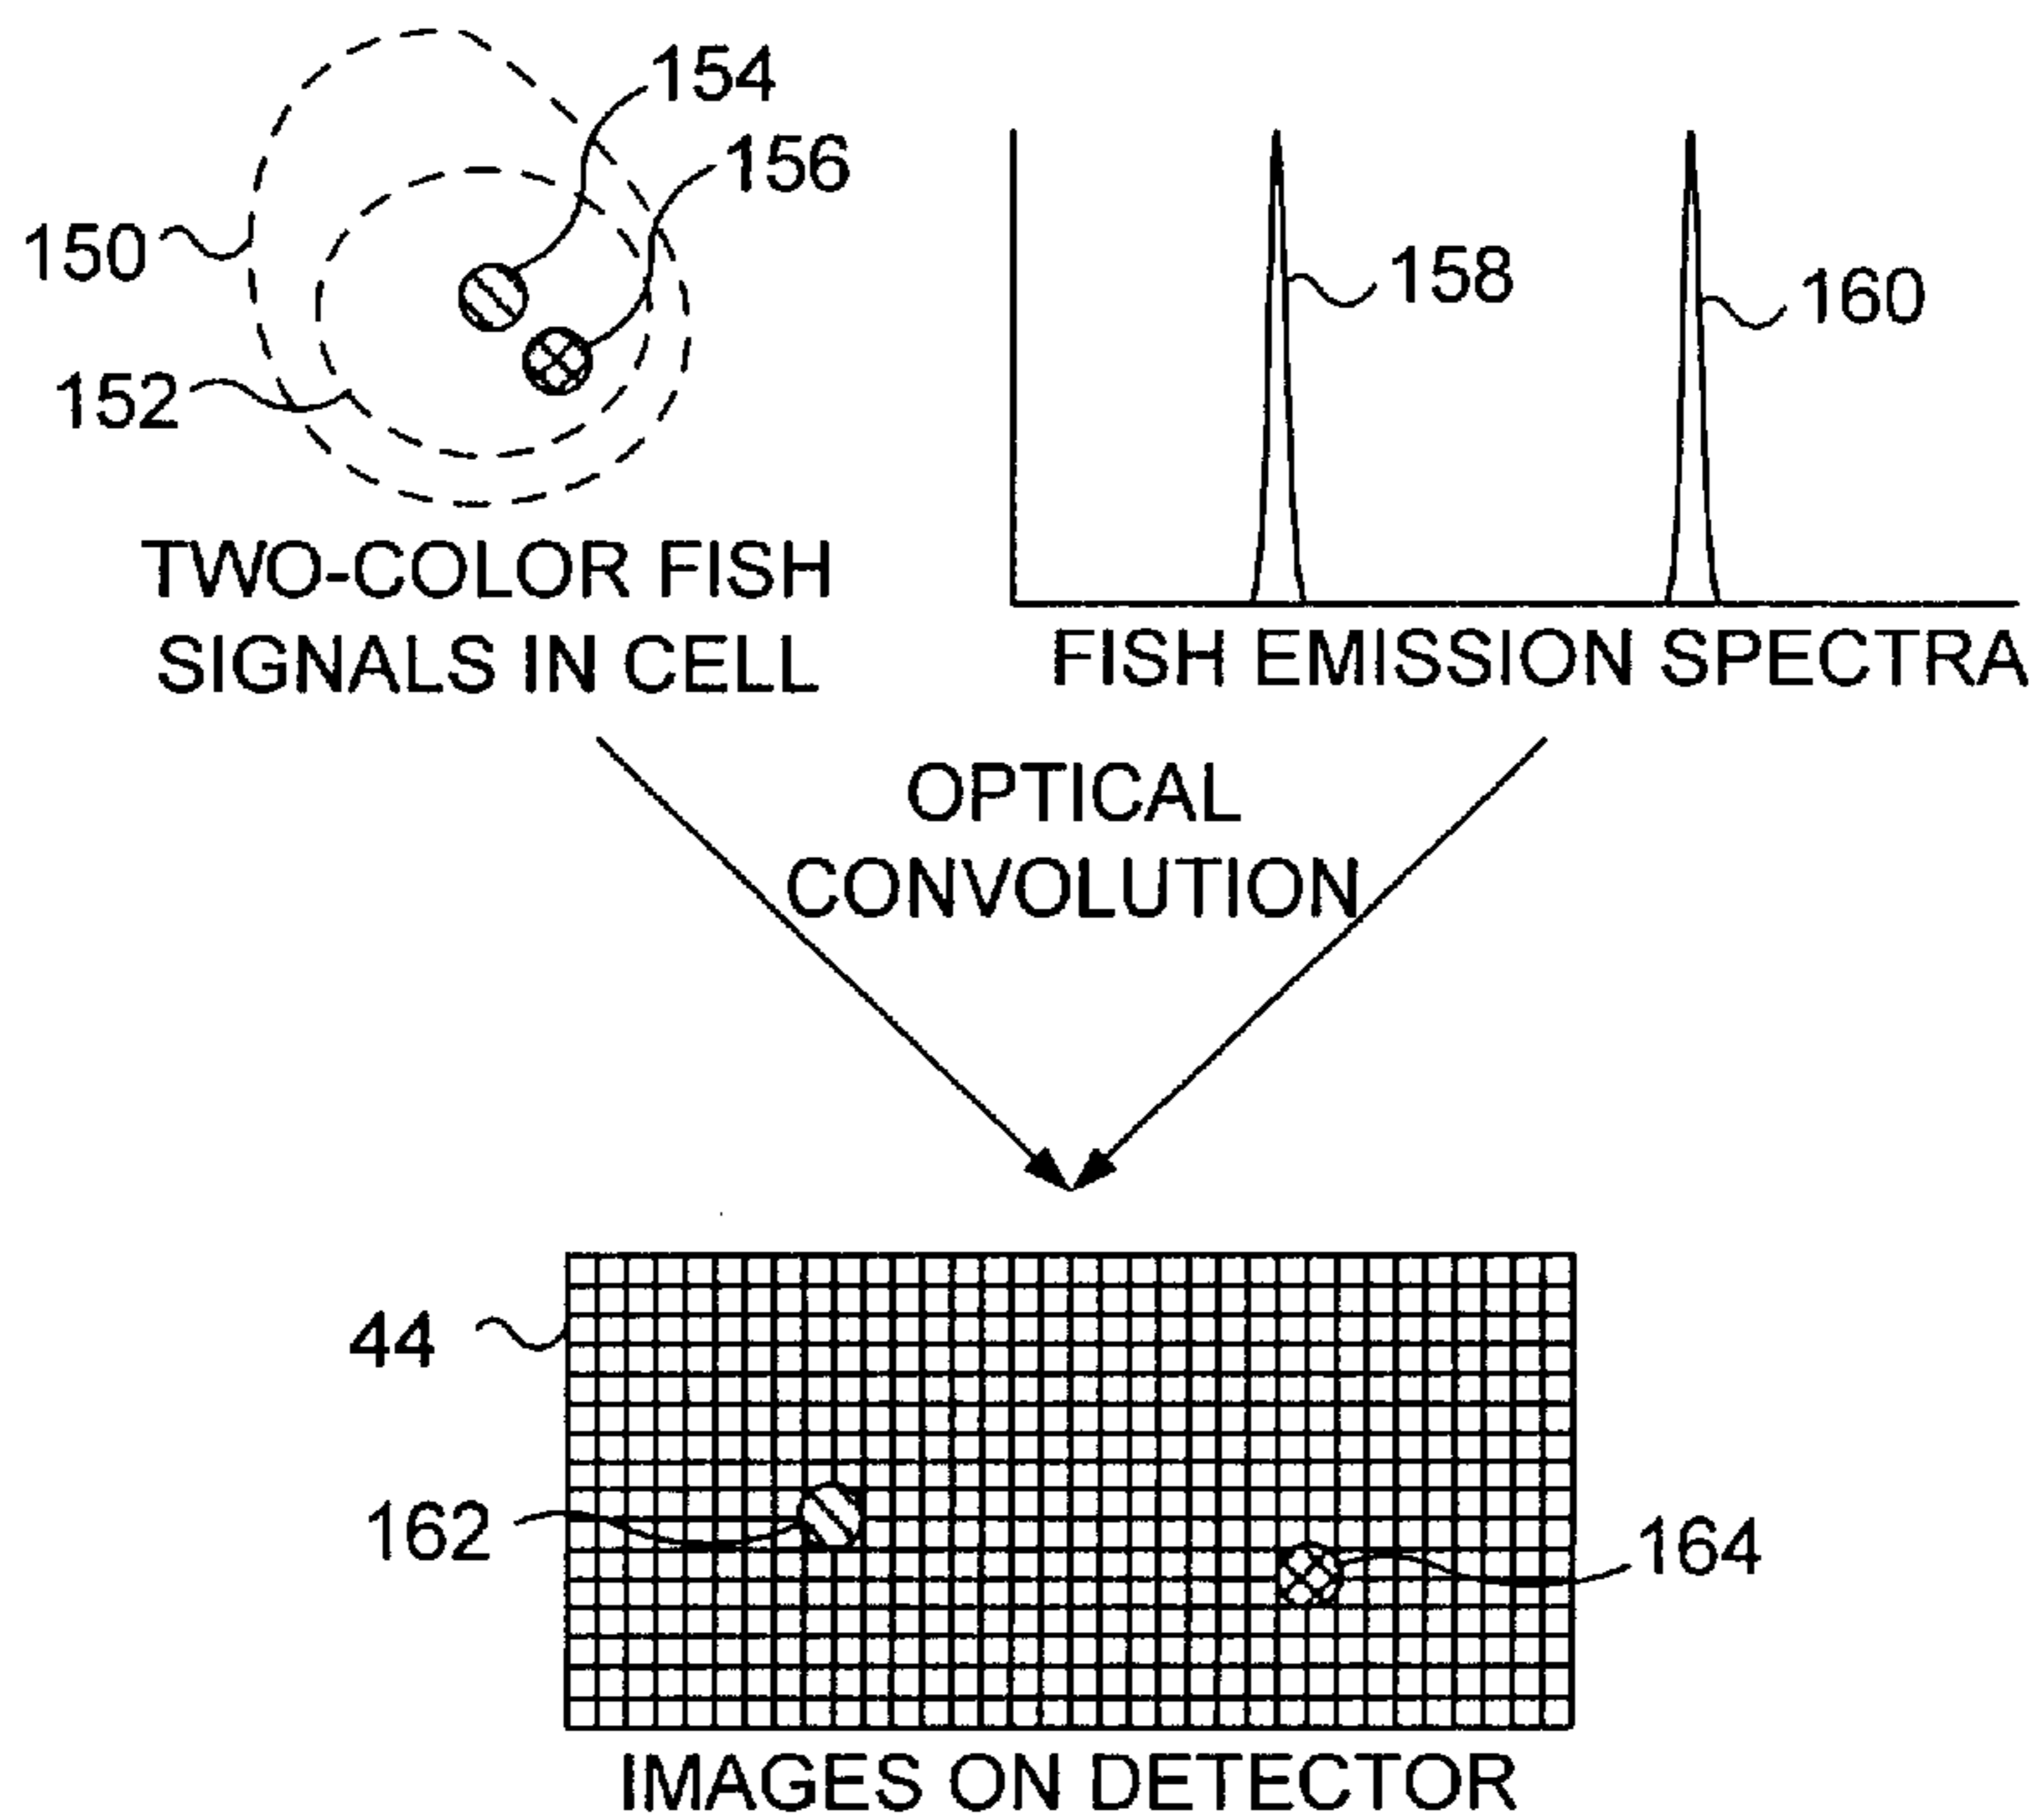 154
156
150
152
158
160
TWO-COLOR FISH
SIGNALS IN CELL
FISH EMISSION SPECTRA
OPTICAL
CONVOLUTION
44
162
164
IMAGES ON DETECTOR